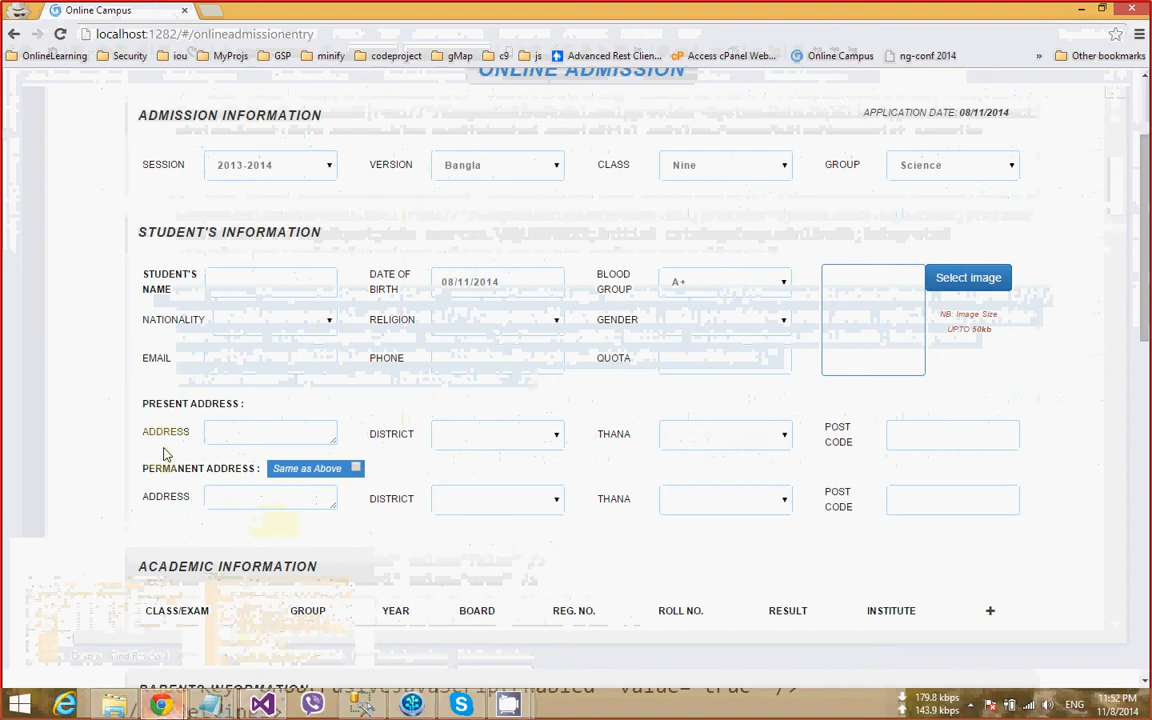 Online Campus
localhost:1282/#/onlineadmissionentry
OnlineLearning Security iou MyProjs GSP minify codeproject gMap c9 js Advanced Rest Clien... Access cPanel Web... Online Campus ng-conf 2014 » Other bookmarks
ONLINE ADMISSION
ADMISSION INFORMATION APPLICATION DATE: 08/11/2014
SESSION 2013-2014 VERSION Bangla CLASS Nine GROUP Science
STUDENT'S INFORMATION
STUDENT'S NAME DATE OF BIRTH 08/11/2014 BLOOD GROUP A+ Select image
NATIONALITY RELIGION GENDER NB: Image Size
UPTO 50kb
EMAIL PHONE QUOTA
PRESENT ADDRESS :
ADDRESS DISTRICT THANA POST CODE
PERMANENT ADDRESS : Same as Above
ADDRESS DISTRICT THANA POST CODE
ACADEMIC INFORMATION
CLASS/EXAM GROUP YEAR BOARD REG. NO. ROLL NO. RESULT INSTITUTE +
179.8 kbps
143.9 kbps
ENG
11:52 PM
11/8/2014